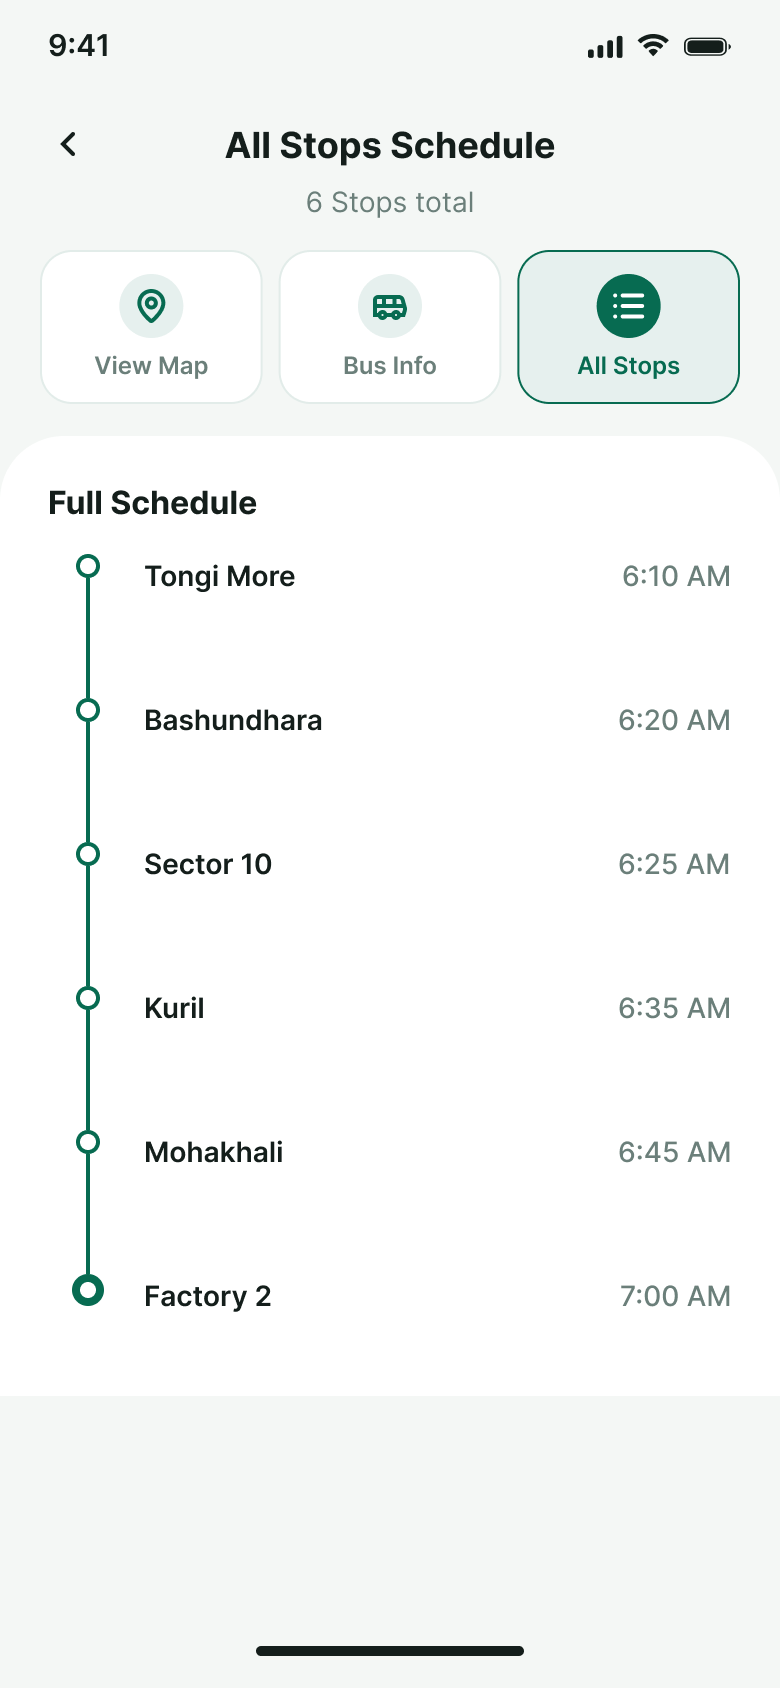 9:41
All Stops Schedule
6 Stops total
View Map
Bus Info
All Stops
Full Schedule
Tongi More 6:10 AM
Bashundhara 6:20 AM
Sector 10 6:25 AM
Kuril 6:35 AM
Mohakhali 6:45 AM
Factory 2 7:00 AM